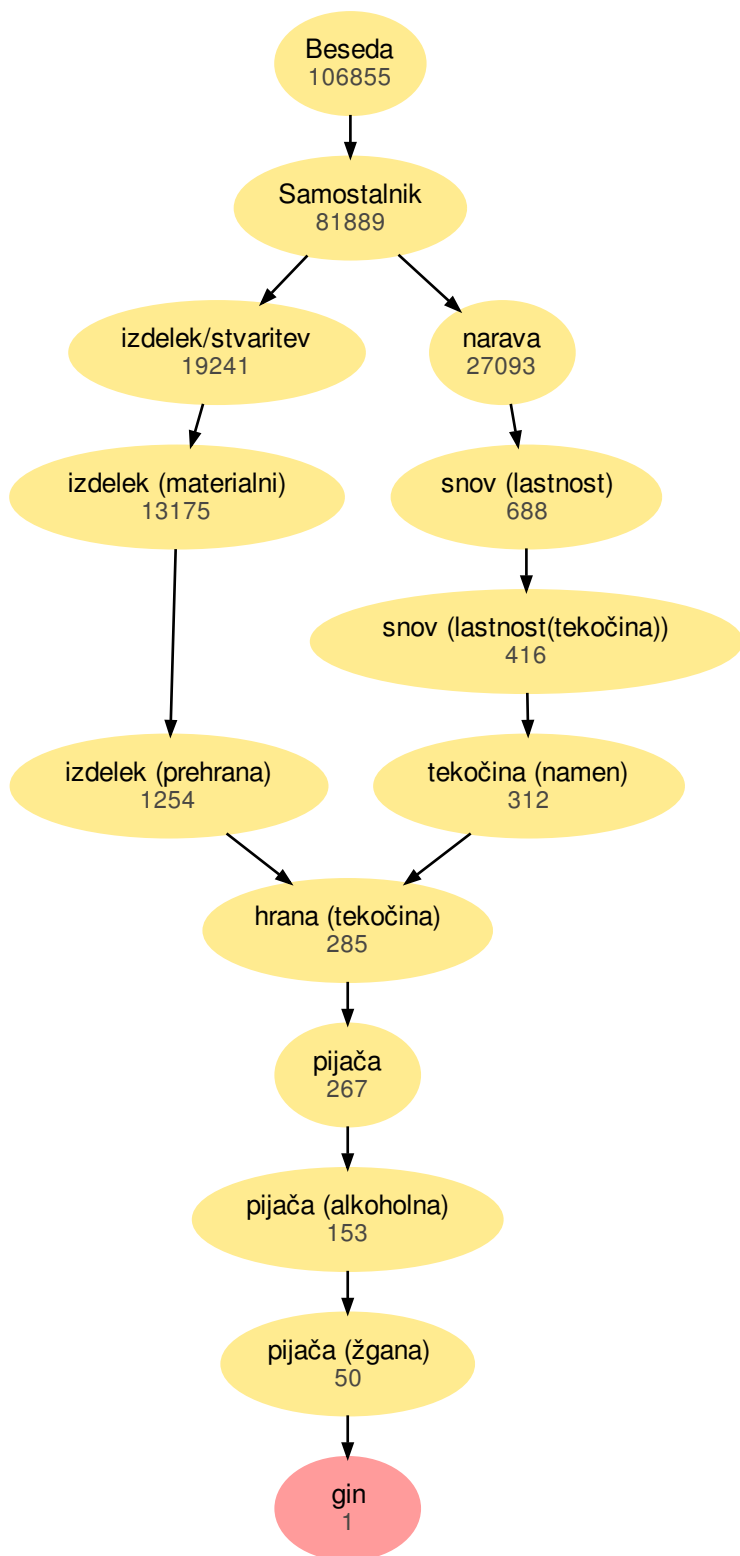 Beseda
106855
Samostalnik
81889
izdelek/stvaritev
19241
narava
27093
izdelek (materialni)
13175
snov (lastnost)
688
snov (lastnost(tekočina))
416
izdelek (prehrana)
1254
tekočina (namen)
312
hrana (tekočina)
285
pijača
267
pijača (alkoholna)
153
pijača (žgana)
50
gin
1